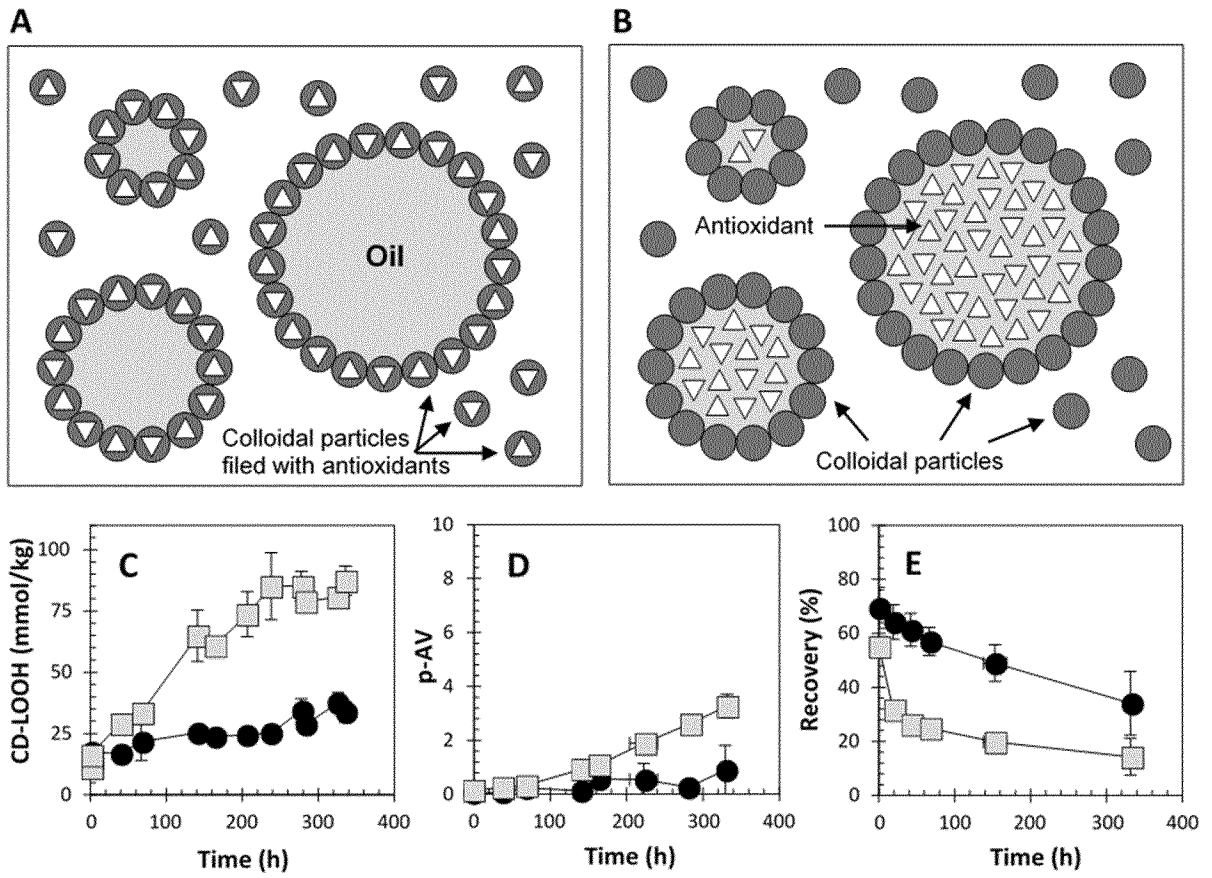 A
B
Oil
Antioxidant
Colloidal particles
filed with antioxidants
Colloidal particles
C
D
E
CD-LOOH (mmol/kg)
100
75
50
25
0
0 100 200 300 400
Time (h)
p-AV
10
8
6
4
2
0
0 100 200 300 400
Time (h)
Recovery (%)
100
80
60
40
20
0
0 100 200 300 400
Time (h)